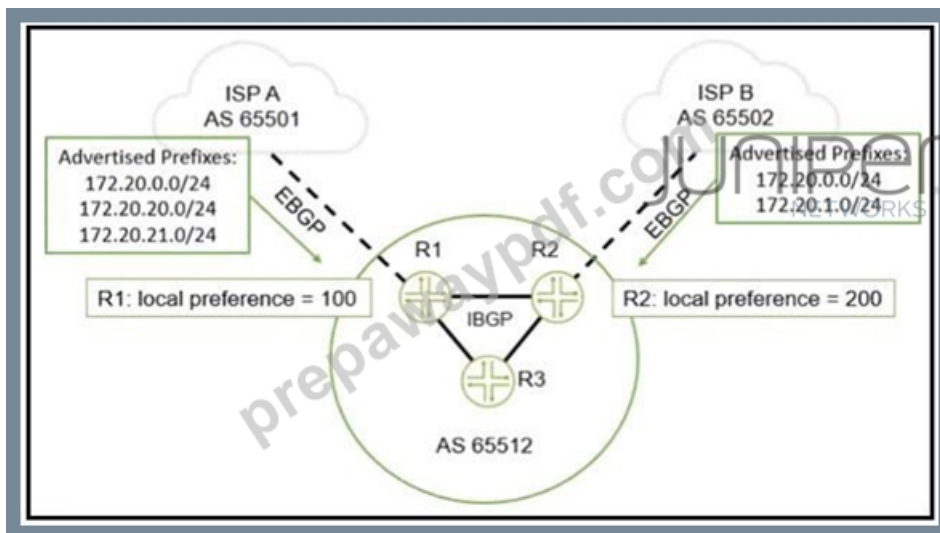 ISP A
AS 65501
ISP B
AS 65502
Advertised Prefixes:
172.20.0.0/24
172.20.20.0/24
172.20.21.0/24
Advertised Prefixes:
172.20.0.0/24
172.20.1.0/24
JUNIPER
NETWORKS
EBGP
EBGP
R1
R2
R1: local preference = 100
R2: local preference = 200
IBGP
R3
AS 65512
prepawaypdf.com